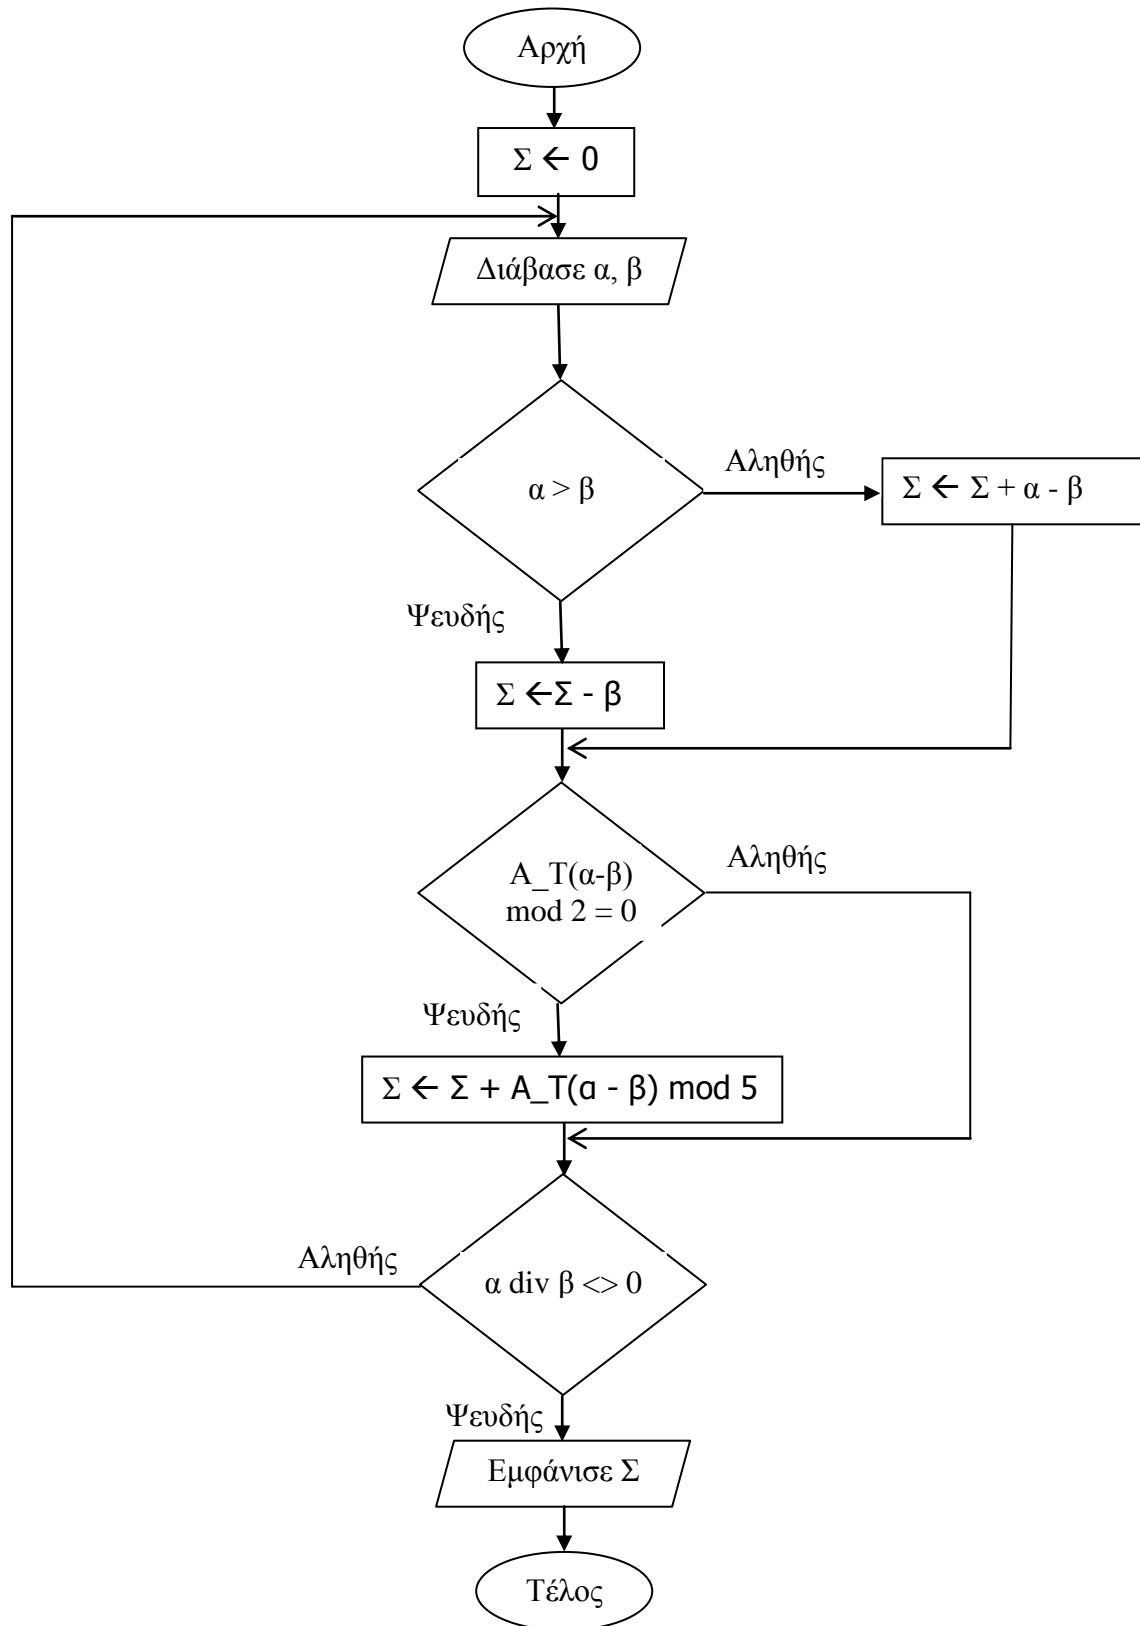 Αρχή
Σ ← 0
Διάβασε α, β
α > β
Αληθής
Σ ← Σ + α - β
Ψευδής
Σ ←Σ - β
Α_Τ(α-β)
mod 2 = 0
Αληθής
Ψευδής
Σ ← Σ + Α_Τ(α - β) mod 5
Αληθής
α div β <> 0
Ψευδής
Εμφάνισε Σ
Τέλος